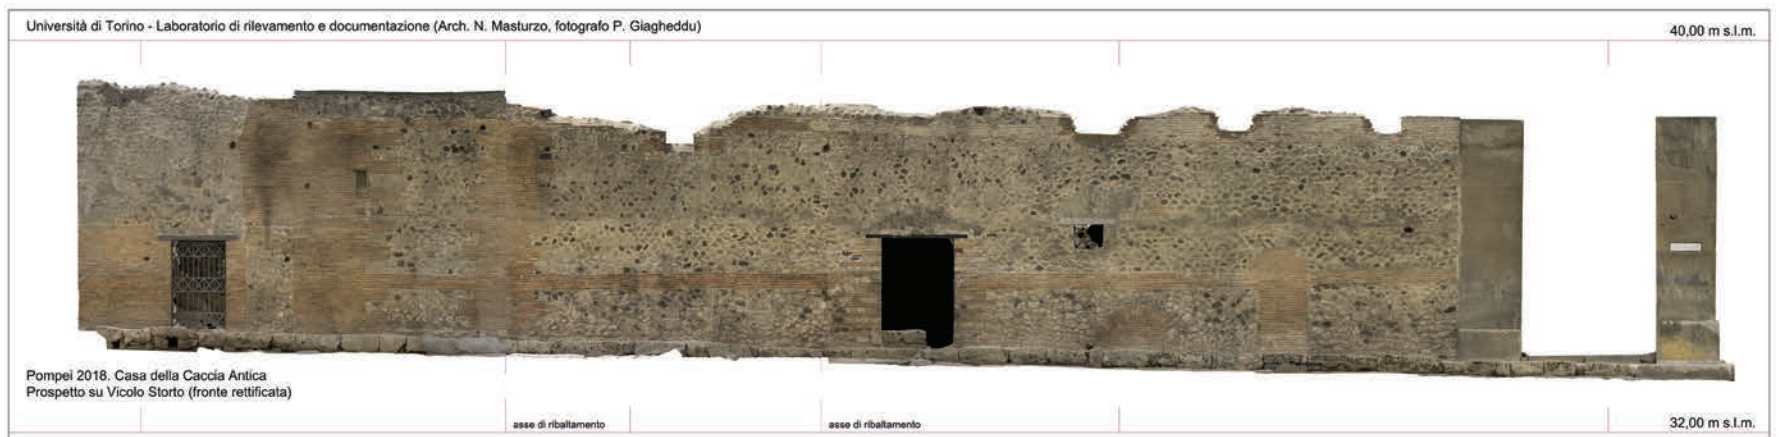 Università di Torino - Laboratorio di rilevamento e documentazione (Arch. N. Masturzo, fotografo P. Giagheddu)
40,00 m s.l.m.
Pompei 2018. Casa della Caccia Antica
Prospetto su Vicolo Storto (fronte rettificata)
asse di ribaltamento
asse di ribaltamento
32,00 m s.l.m.